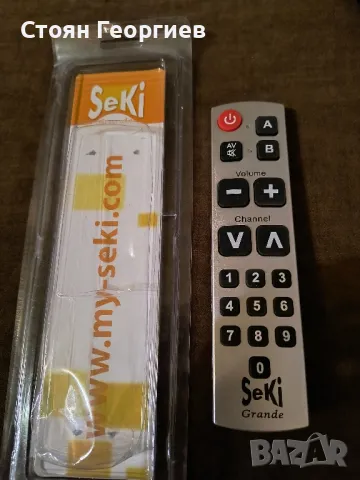 Стоян Георгиев
SeKi
www.my-seki.com
A
AV
B
Volume
− +
Channel
1 2 3
4 5 6
7 8 9
0
SeKi
Grande
BAZAR